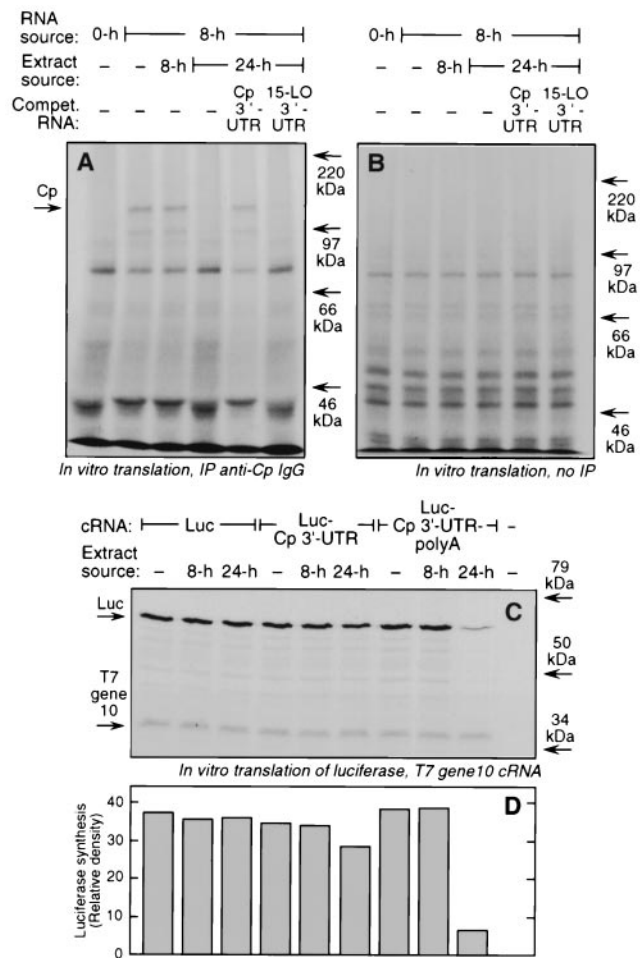 RNA source: 0-h 8-h
Extract source: – – 8-h 24-h
Compet. RNA: – – – – Cp 3'-UTR 15-LO 3'-UTR
A
Cp
220 kDa
97 kDa
66 kDa
46 kDa
In vitro translation, IP anti-Cp IgG
RNA source: 0-h 8-h
Extract source: – – 8-h 24-h
Compet. RNA: – – – – Cp 3'-UTR 15-LO 3'-UTR
B
220 kDa
97 kDa
66 kDa
46 kDa
In vitro translation, no IP
cRNA: Luc Luc-Cp 3'-UTR Luc-Cp 3'-UTR-polyA –
Extract source: – 8-h 24-h – 8-h 24-h – 8-h 24-h –
C
Luc
T7 gene 10
79 kDa
50 kDa
34 kDa
In vitro translation of luciferase, T7 gene10 cRNA
D
Luciferase synthesis
(Relative density)
40
30
20
10
0